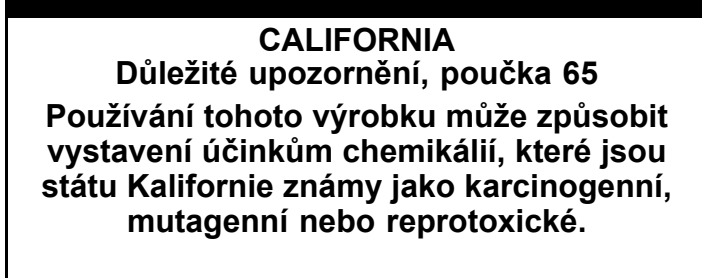 CALIFORNIA
Důležité upozornění, poučka 65
Používání tohoto výrobku může způsobit
vystavení účinkům chemikálií, které jsou
státu Kalifornie známy jako karcinogenní,
mutagenní nebo reprotoxické.